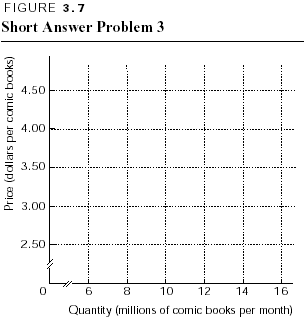 FIGURE 3.7
Short Answer Problem 3
Price (dollars per comic books)
4.50
4.00
3.50
3.00
2.50
0 6 8 10 12 14 16
Quantity (millions of comic books per month)